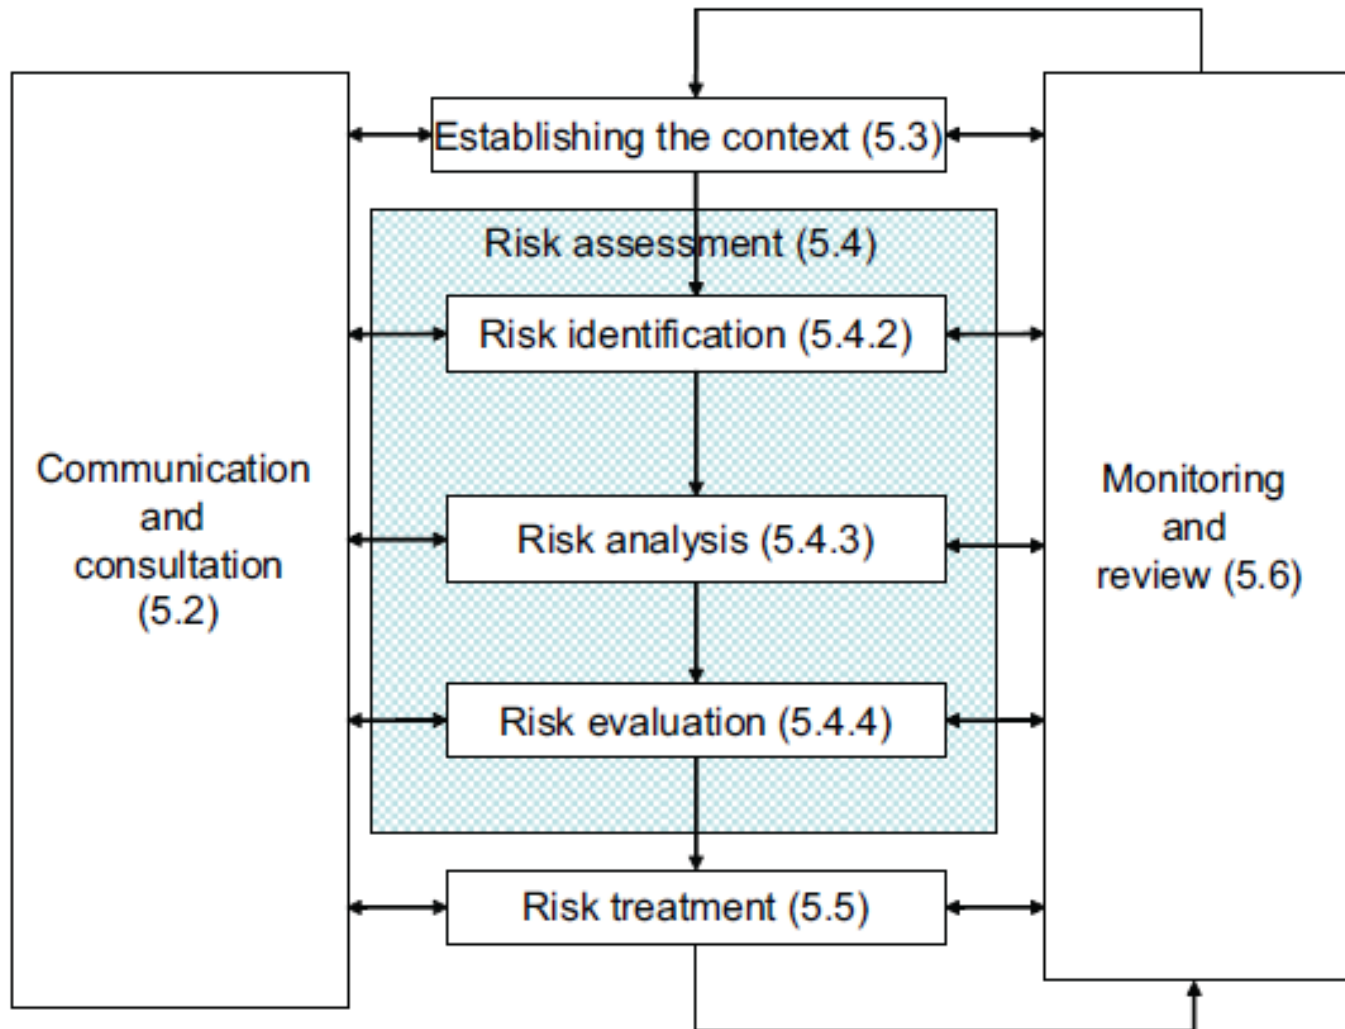 Establishing the context (5.3)
Risk assessment (5.4)
Risk identification (5.4.2)
Communication
and
consultation
(5.2)
Risk analysis (5.4.3)
Monitoring
and
review (5.6)
Risk evaluation (5.4.4)
Risk treatment (5.5)